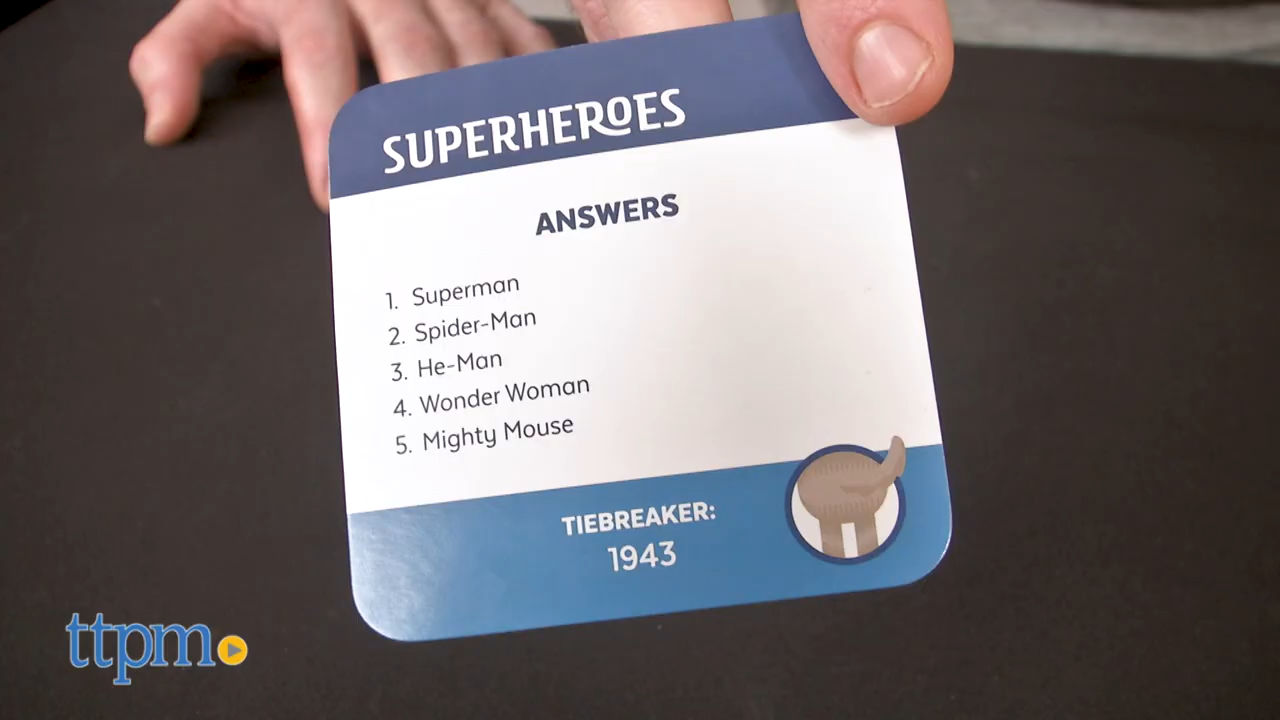 SUPERHEROES
ANSWERS
1. Superman
2. Spider-Man
3. He-Man
4. Wonder Woman
5. Mighty Mouse
TIEBREAKER:
1943
ttpm